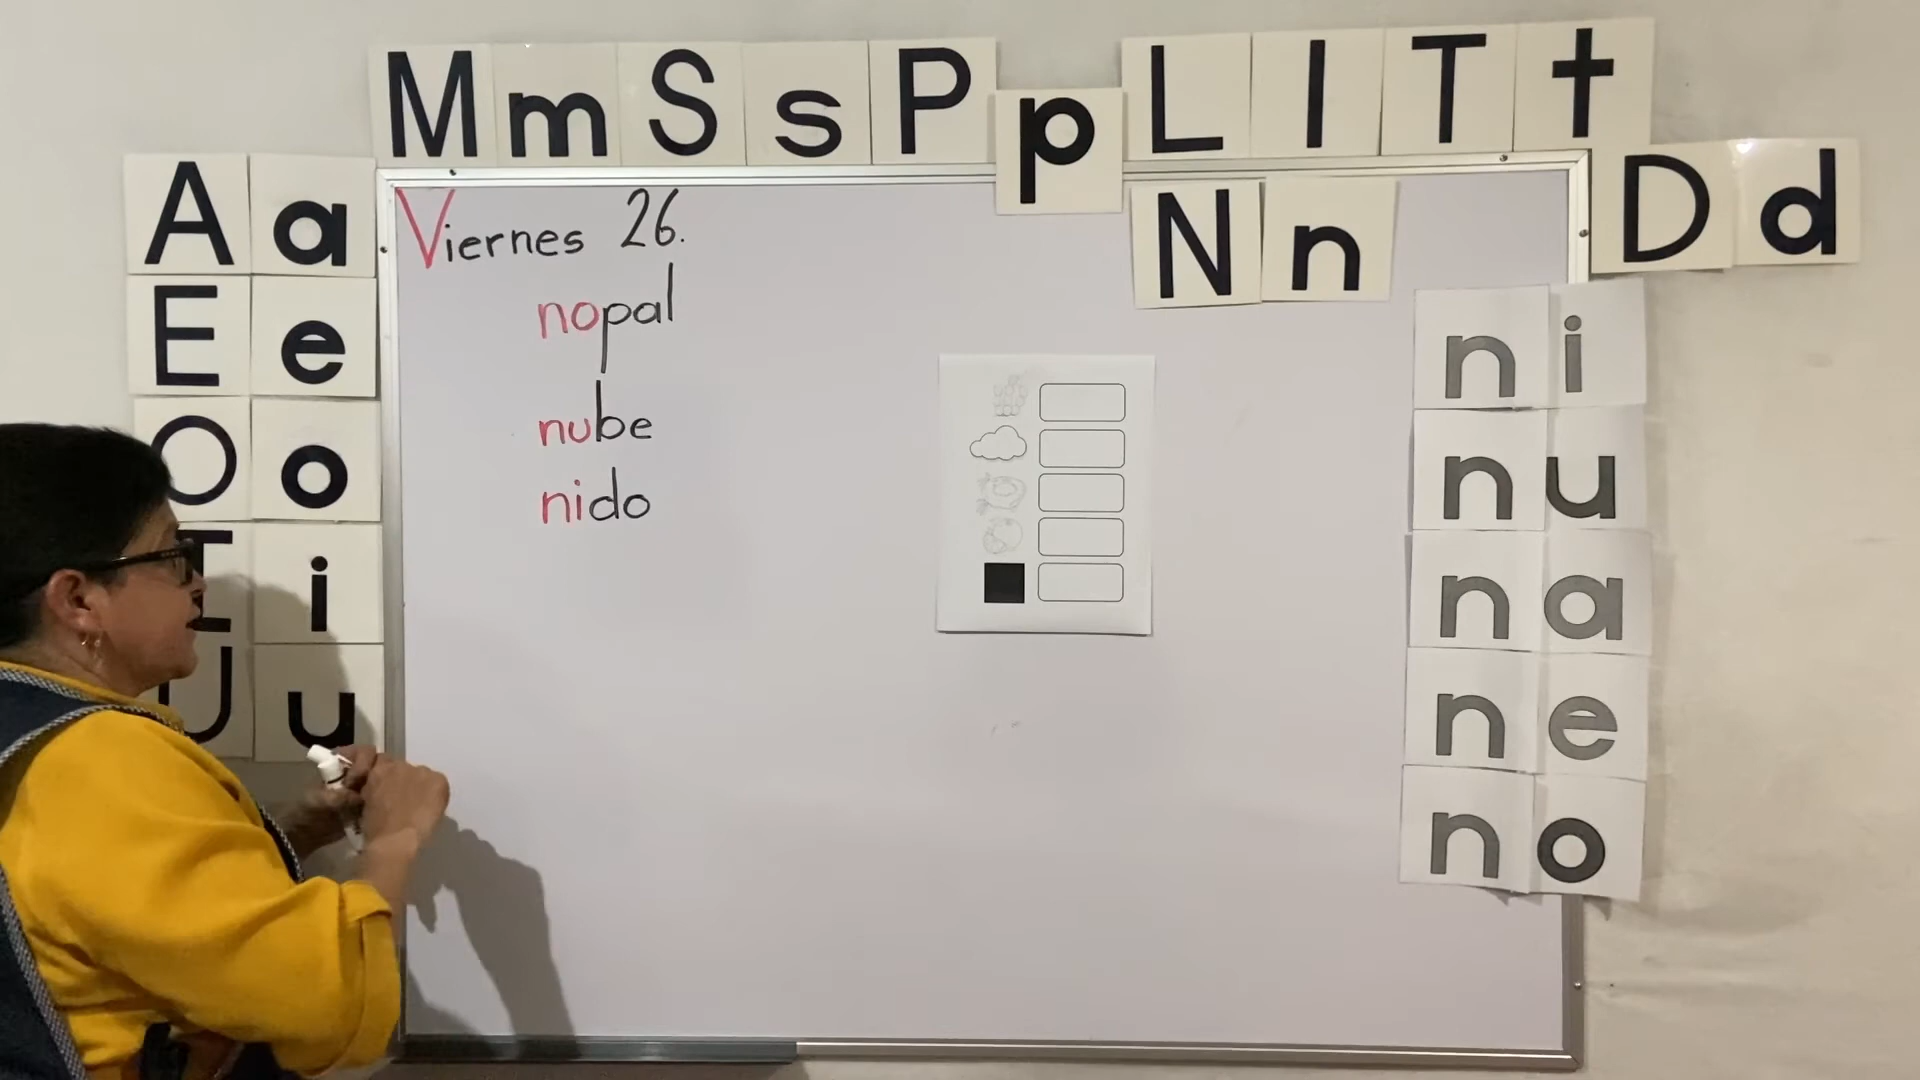 M m S s P p L l T t
D d
N n
A a
E e
O o
I i
U u
Viernes 26.
nopal
nube
nido
ni
nu
na
ne
no